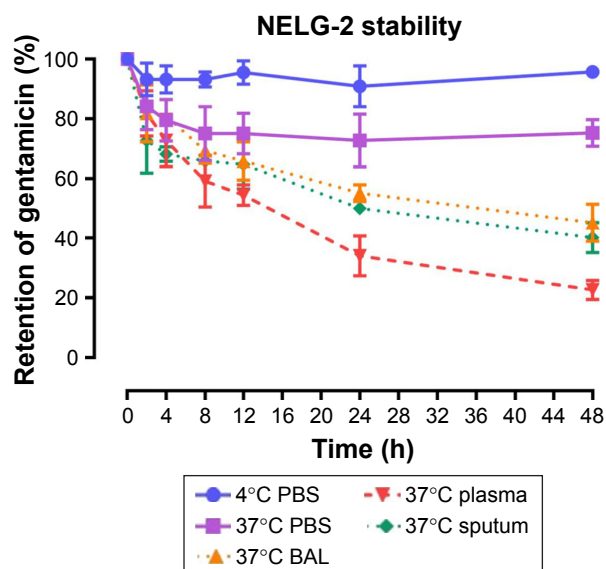 NELG-2 stability
Retention of gentamicin (%)
100
80
60
40
20
0
0 4 8 12 16 20 24 28 32 36 40 44 48
Time (h)
4°C PBS 37°C plasma
37°C PBS 37°C sputum
37°C BAL